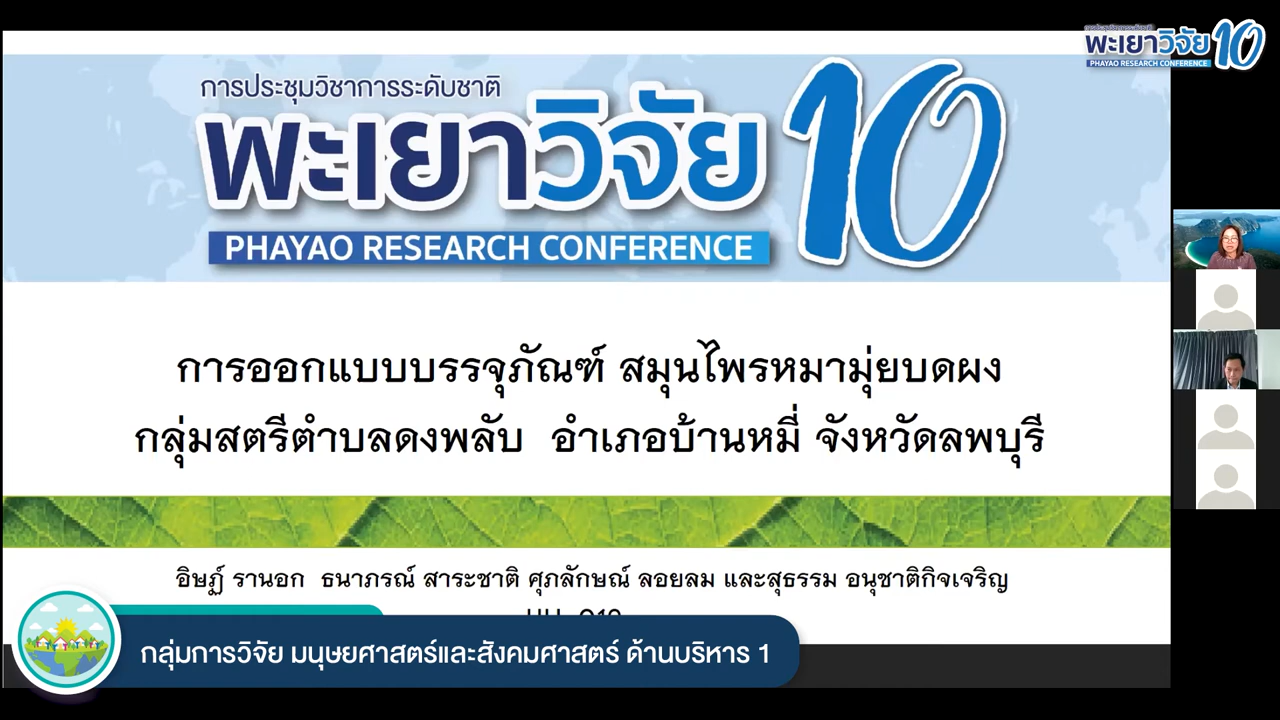 การประชุมวิชาการระดับชาติ
พะเยาวิจัย 10
PHAYAO RESEARCH CONFERENCE
พะเยาวิจัย 10
PHAYAO RESEARCH CONFERENCE
การออกแบบบรรจุภัณฑ์ สมุนไพรหมามุ่ยบดผง
กลุ่มสตรีตำบลดงพลับ อำเภอบ้านหมี่ จังหวัดลพบุรี
อิษฏ์ รานอก ธนาภรณ์ สาระชาติ ศุภลักษณ์ ลอยลม และสุธรรม อนุชาติกิจเจริญ
กลุ่มการวิจัย มนุษยศาสตร์และสังคมศาสตร์ ด้านบริหาร 1